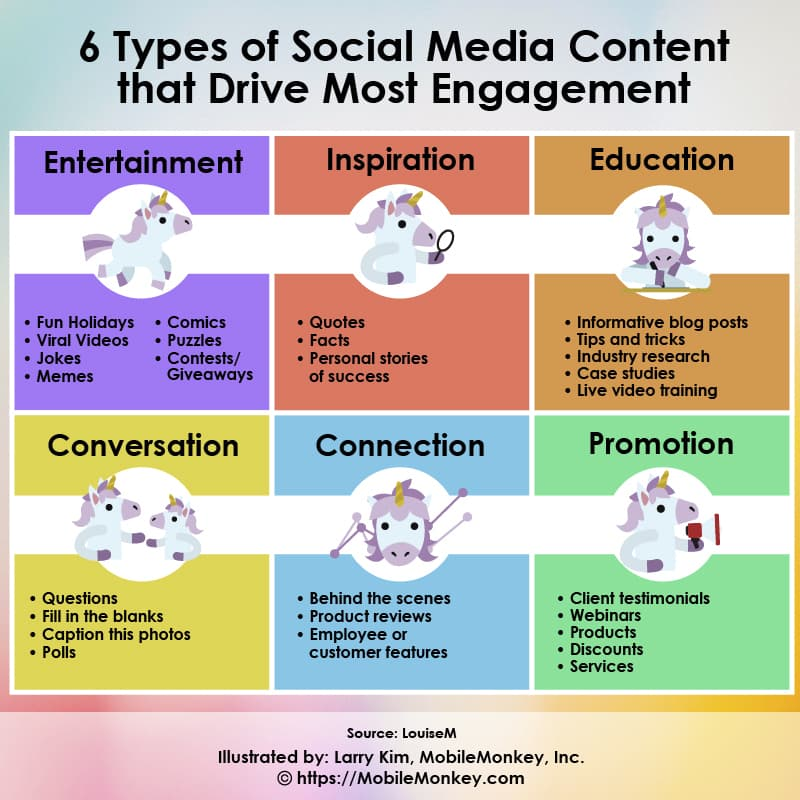 6 Types of Social Media Content
that Drive Most Engagement
Entertainment
• Fun Holidays
• Viral Videos
• Jokes
• Memes
• Comics
• Puzzles
• Contests/
Giveaways
Inspiration
• Quotes
• Facts
• Personal stories
of success
Education
• Informative blog posts
• Tips and tricks
• Industry research
• Case studies
• Live video training
Conversation
• Questions
• Fill in the blanks
• Caption this photos
• Polls
Connection
• Behind the scenes
• Product reviews
• Employee or
customer features
Promotion
• Client testimonials
• Webinars
• Products
• Discounts
• Services
Source: LouiseM
Illustrated by: Larry Kim, MobileMonkey, Inc.
© https://MobileMonkey.com